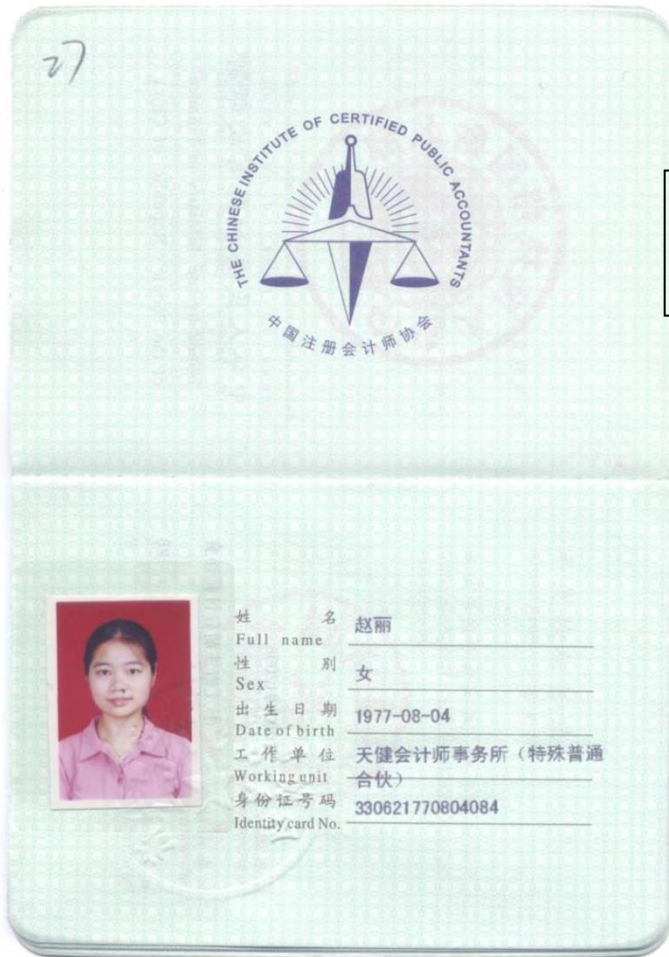 27
THE CHINESE INSTITUTE OF CERTIFIED PUBLIC ACCOUNTANTS
中国注册会计师协会
姓 名 赵丽
Full name
性 别 女
Sex
出生日期 1977-08-04
Date of birth
工作单位 天健会计师事务所（特殊普通
Working unit 合伙）
身份证号码 330621770804084
Identity card No.